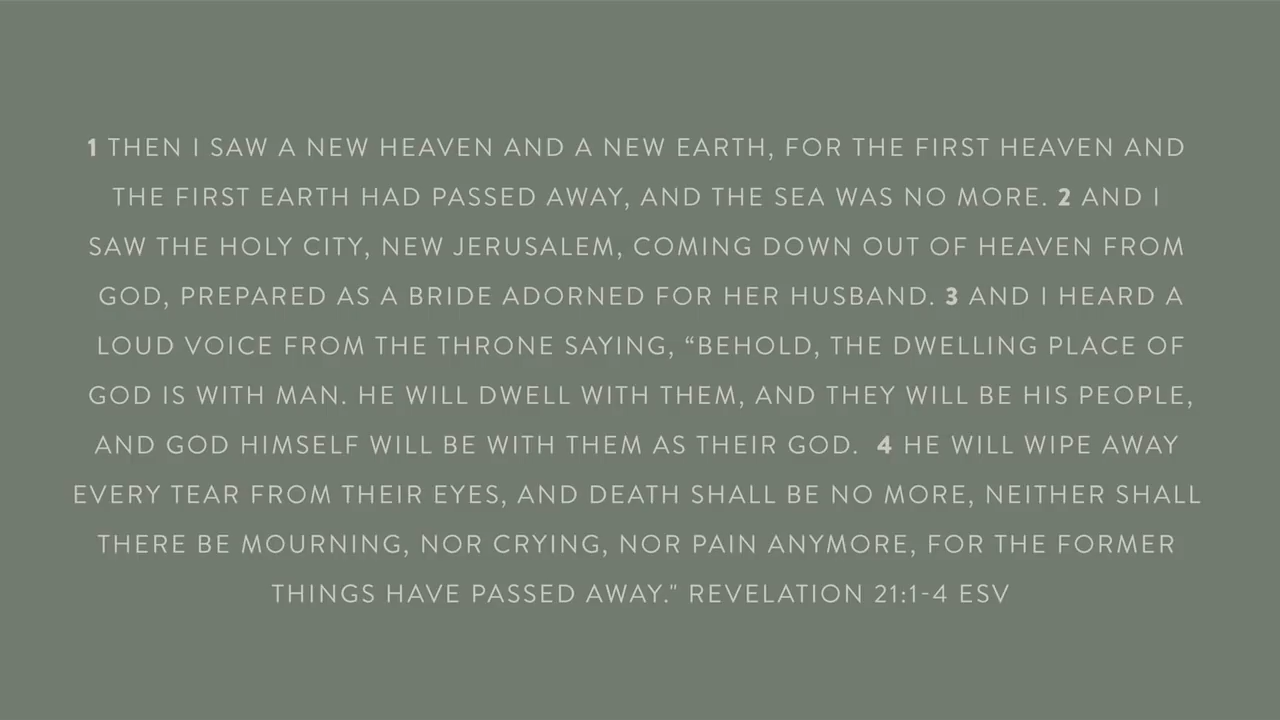 1 THEN I SAW A NEW HEAVEN AND A NEW EARTH, FOR THE FIRST HEAVEN AND
THE FIRST EARTH HAD PASSED AWAY, AND THE SEA WAS NO MORE. 2 AND I
SAW THE HOLY CITY, NEW JERUSALEM, COMING DOWN OUT OF HEAVEN FROM
GOD, PREPARED AS A BRIDE ADORNED FOR HER HUSBAND. 3 AND I HEARD A
LOUD VOICE FROM THE THRONE SAYING, “BEHOLD, THE DWELLING PLACE OF
GOD IS WITH MAN. HE WILL DWELL WITH THEM, AND THEY WILL BE HIS PEOPLE,
AND GOD HIMSELF WILL BE WITH THEM AS THEIR GOD.  4 HE WILL WIPE AWAY
EVERY TEAR FROM THEIR EYES, AND DEATH SHALL BE NO MORE, NEITHER SHALL
THERE BE MOURNING, NOR CRYING, NOR PAIN ANYMORE, FOR THE FORMER
THINGS HAVE PASSED AWAY." REVELATION 21:1-4 ESV